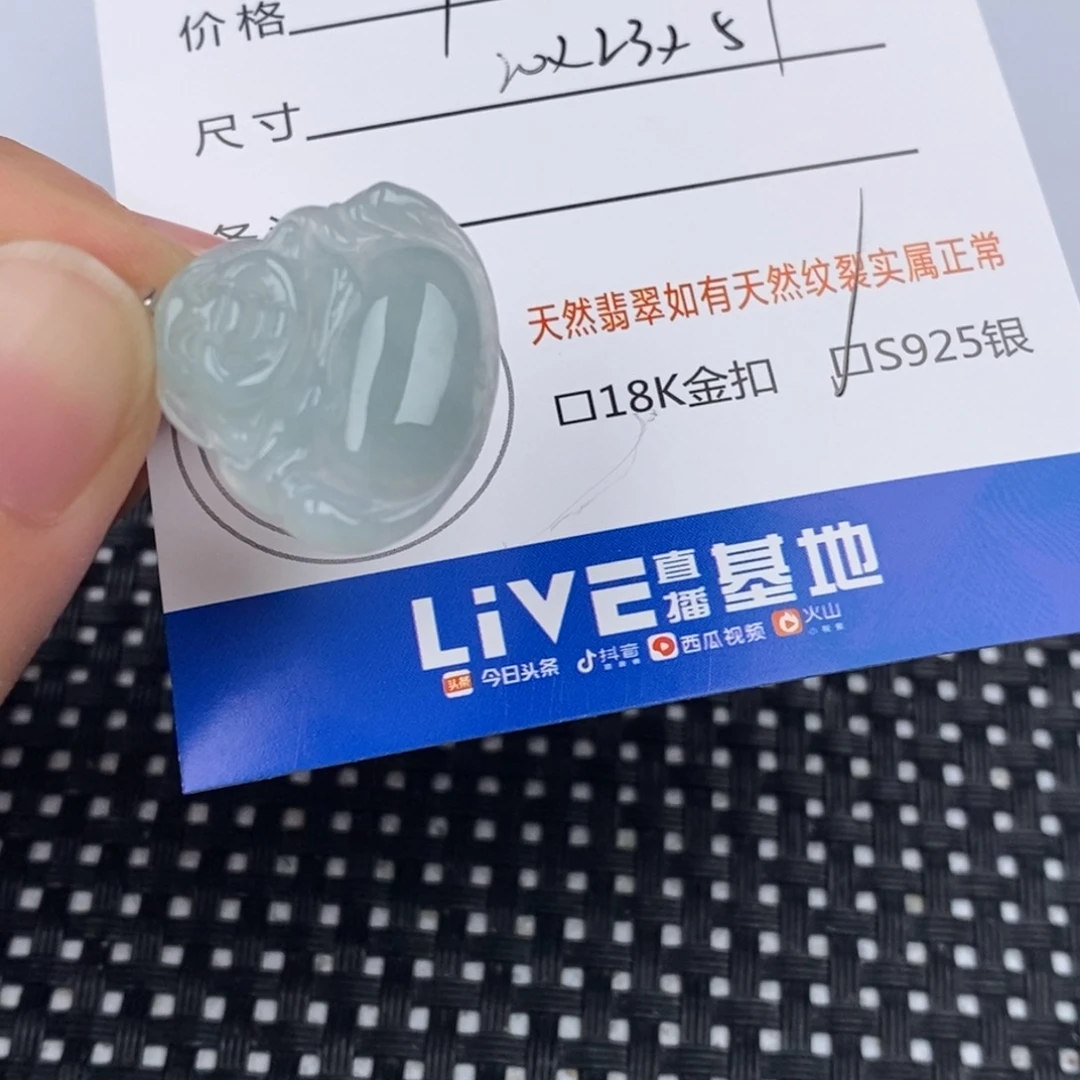 价格
20x23x5
尺寸
天然翡翠如有天然纹裂实属正常
口18K金扣 口S925银
LiVE直播基地
头条 今日头条 抖音 西瓜视频 火山